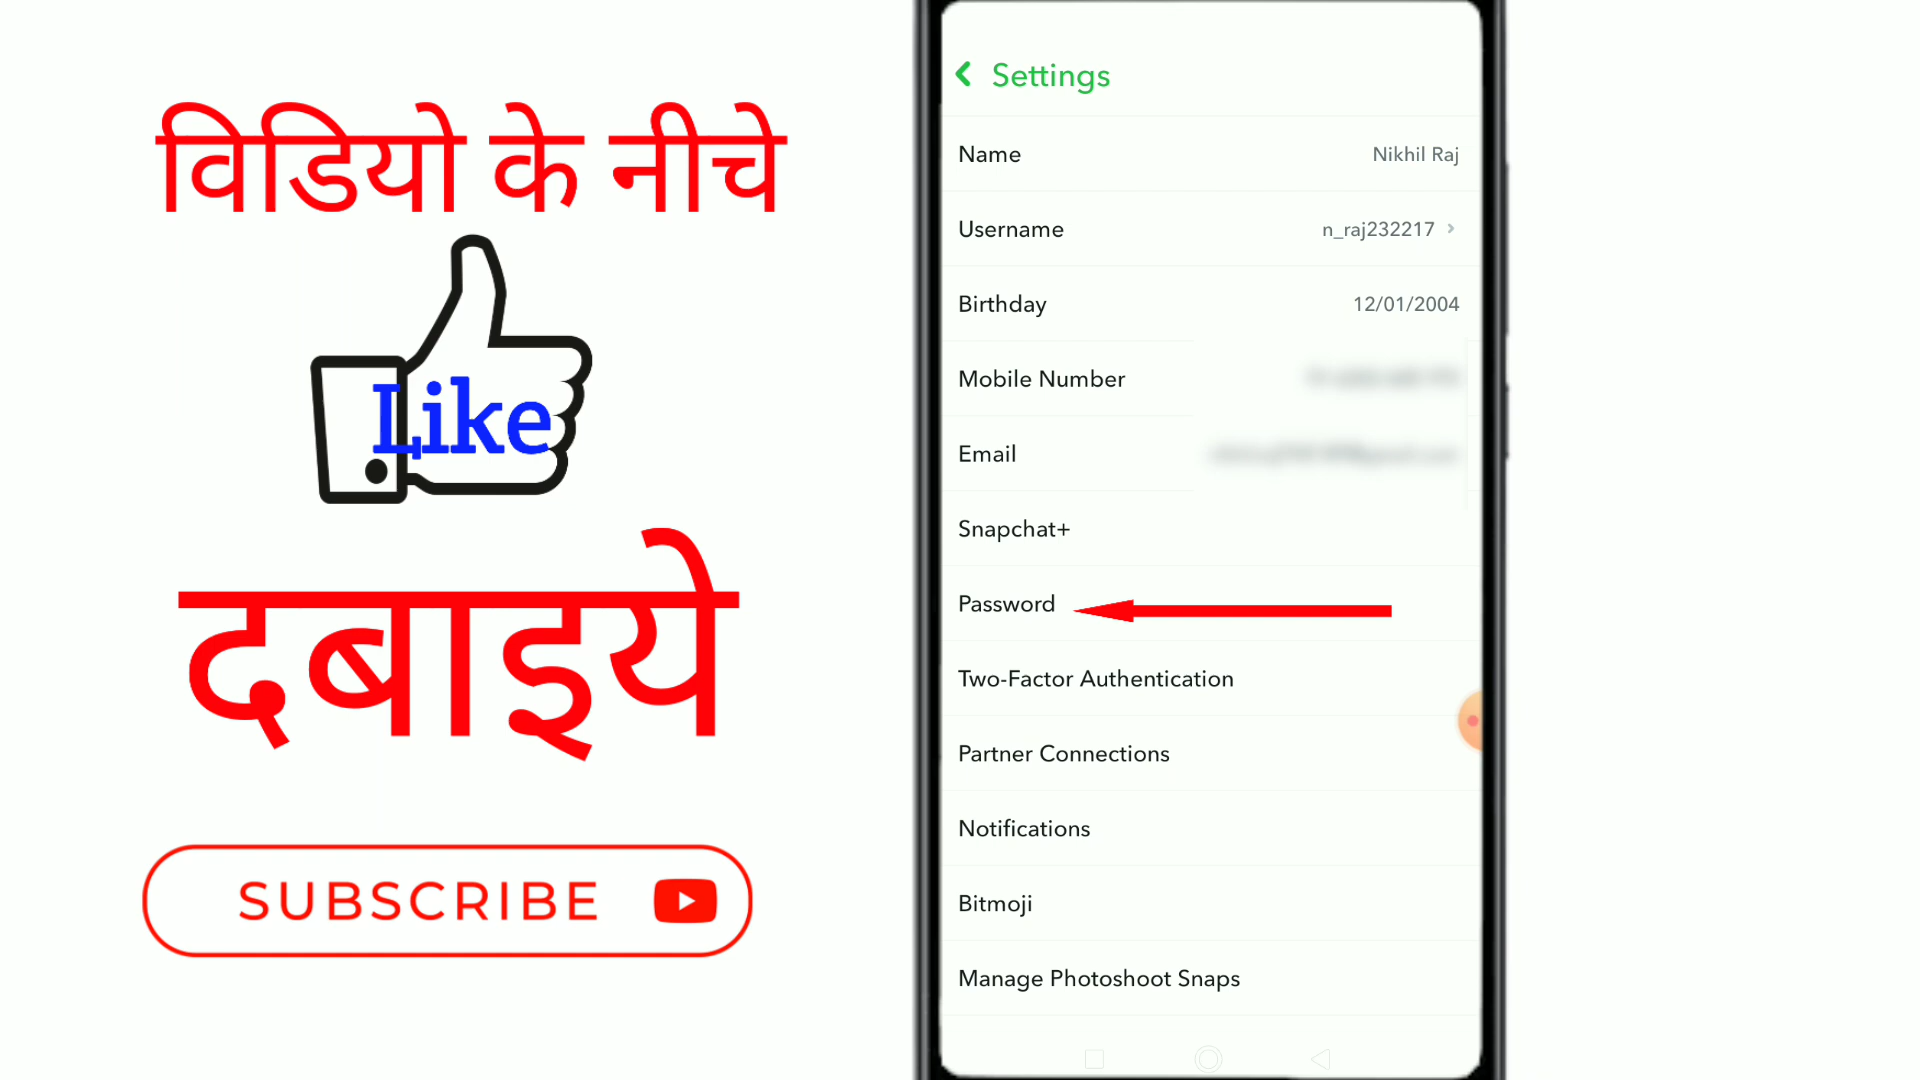 विडियो के नीचे
Like
दबाइये
SUBSCRIBE
Settings
Name Nikhil Raj
Username n_raj232217
Birthday 12/01/2004
Mobile Number
Email
Snapchat+
Password
Two-Factor Authentication
Partner Connections
Notifications
Bitmoji
Manage Photoshoot Snaps